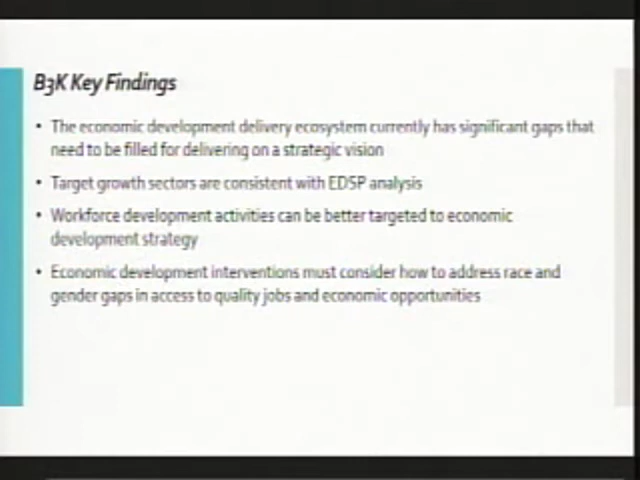 B3K Key Findings
• The economic development delivery ecosystem currently has significant gaps that
need to be filled for delivering on a strategic vision
• Target growth sectors are consistent with EDSP analysis
• Workforce development activities can be better targeted to economic
development strategy
• Economic development interventions must consider how to address race and
gender gaps in access to quality jobs and economic opportunities